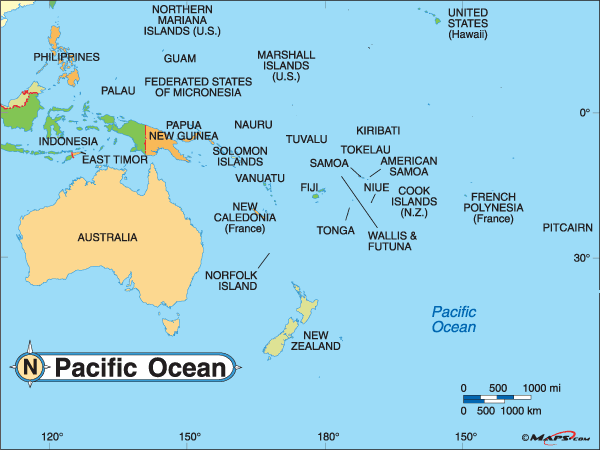 NORTHERN
MARIANA
ISLANDS (U.S.)
UNITED
STATES
(Hawaii)
PHILIPPINES
GUAM
MARSHALL
ISLANDS
(U.S.)
PALAU
FEDERATED STATES
OF MICRONESIA
0°
INDONESIA
PAPUA
NEW GUINEA
NAURU
TUVALU
KIRIBATI
TOKELAU
EAST TIMOR
SOLOMON
ISLANDS
SAMOA
AMERICAN
SAMOA
VANUATU
FIJI
NIUE
COOK
ISLANDS
(N.Z.)
FRENCH
POLYNESIA
(France)
NEW
CALEDONIA
(France)
TONGA
WALLIS &
FUTUNA
PITCAIRN
AUSTRALIA
30°
NORFOLK
ISLAND
Pacific
Ocean
NEW
ZEALAND
N Pacific Ocean
0 500 1000 mi
0 500 1000 km
©MAPS.COM
120° 150° 180° 150°